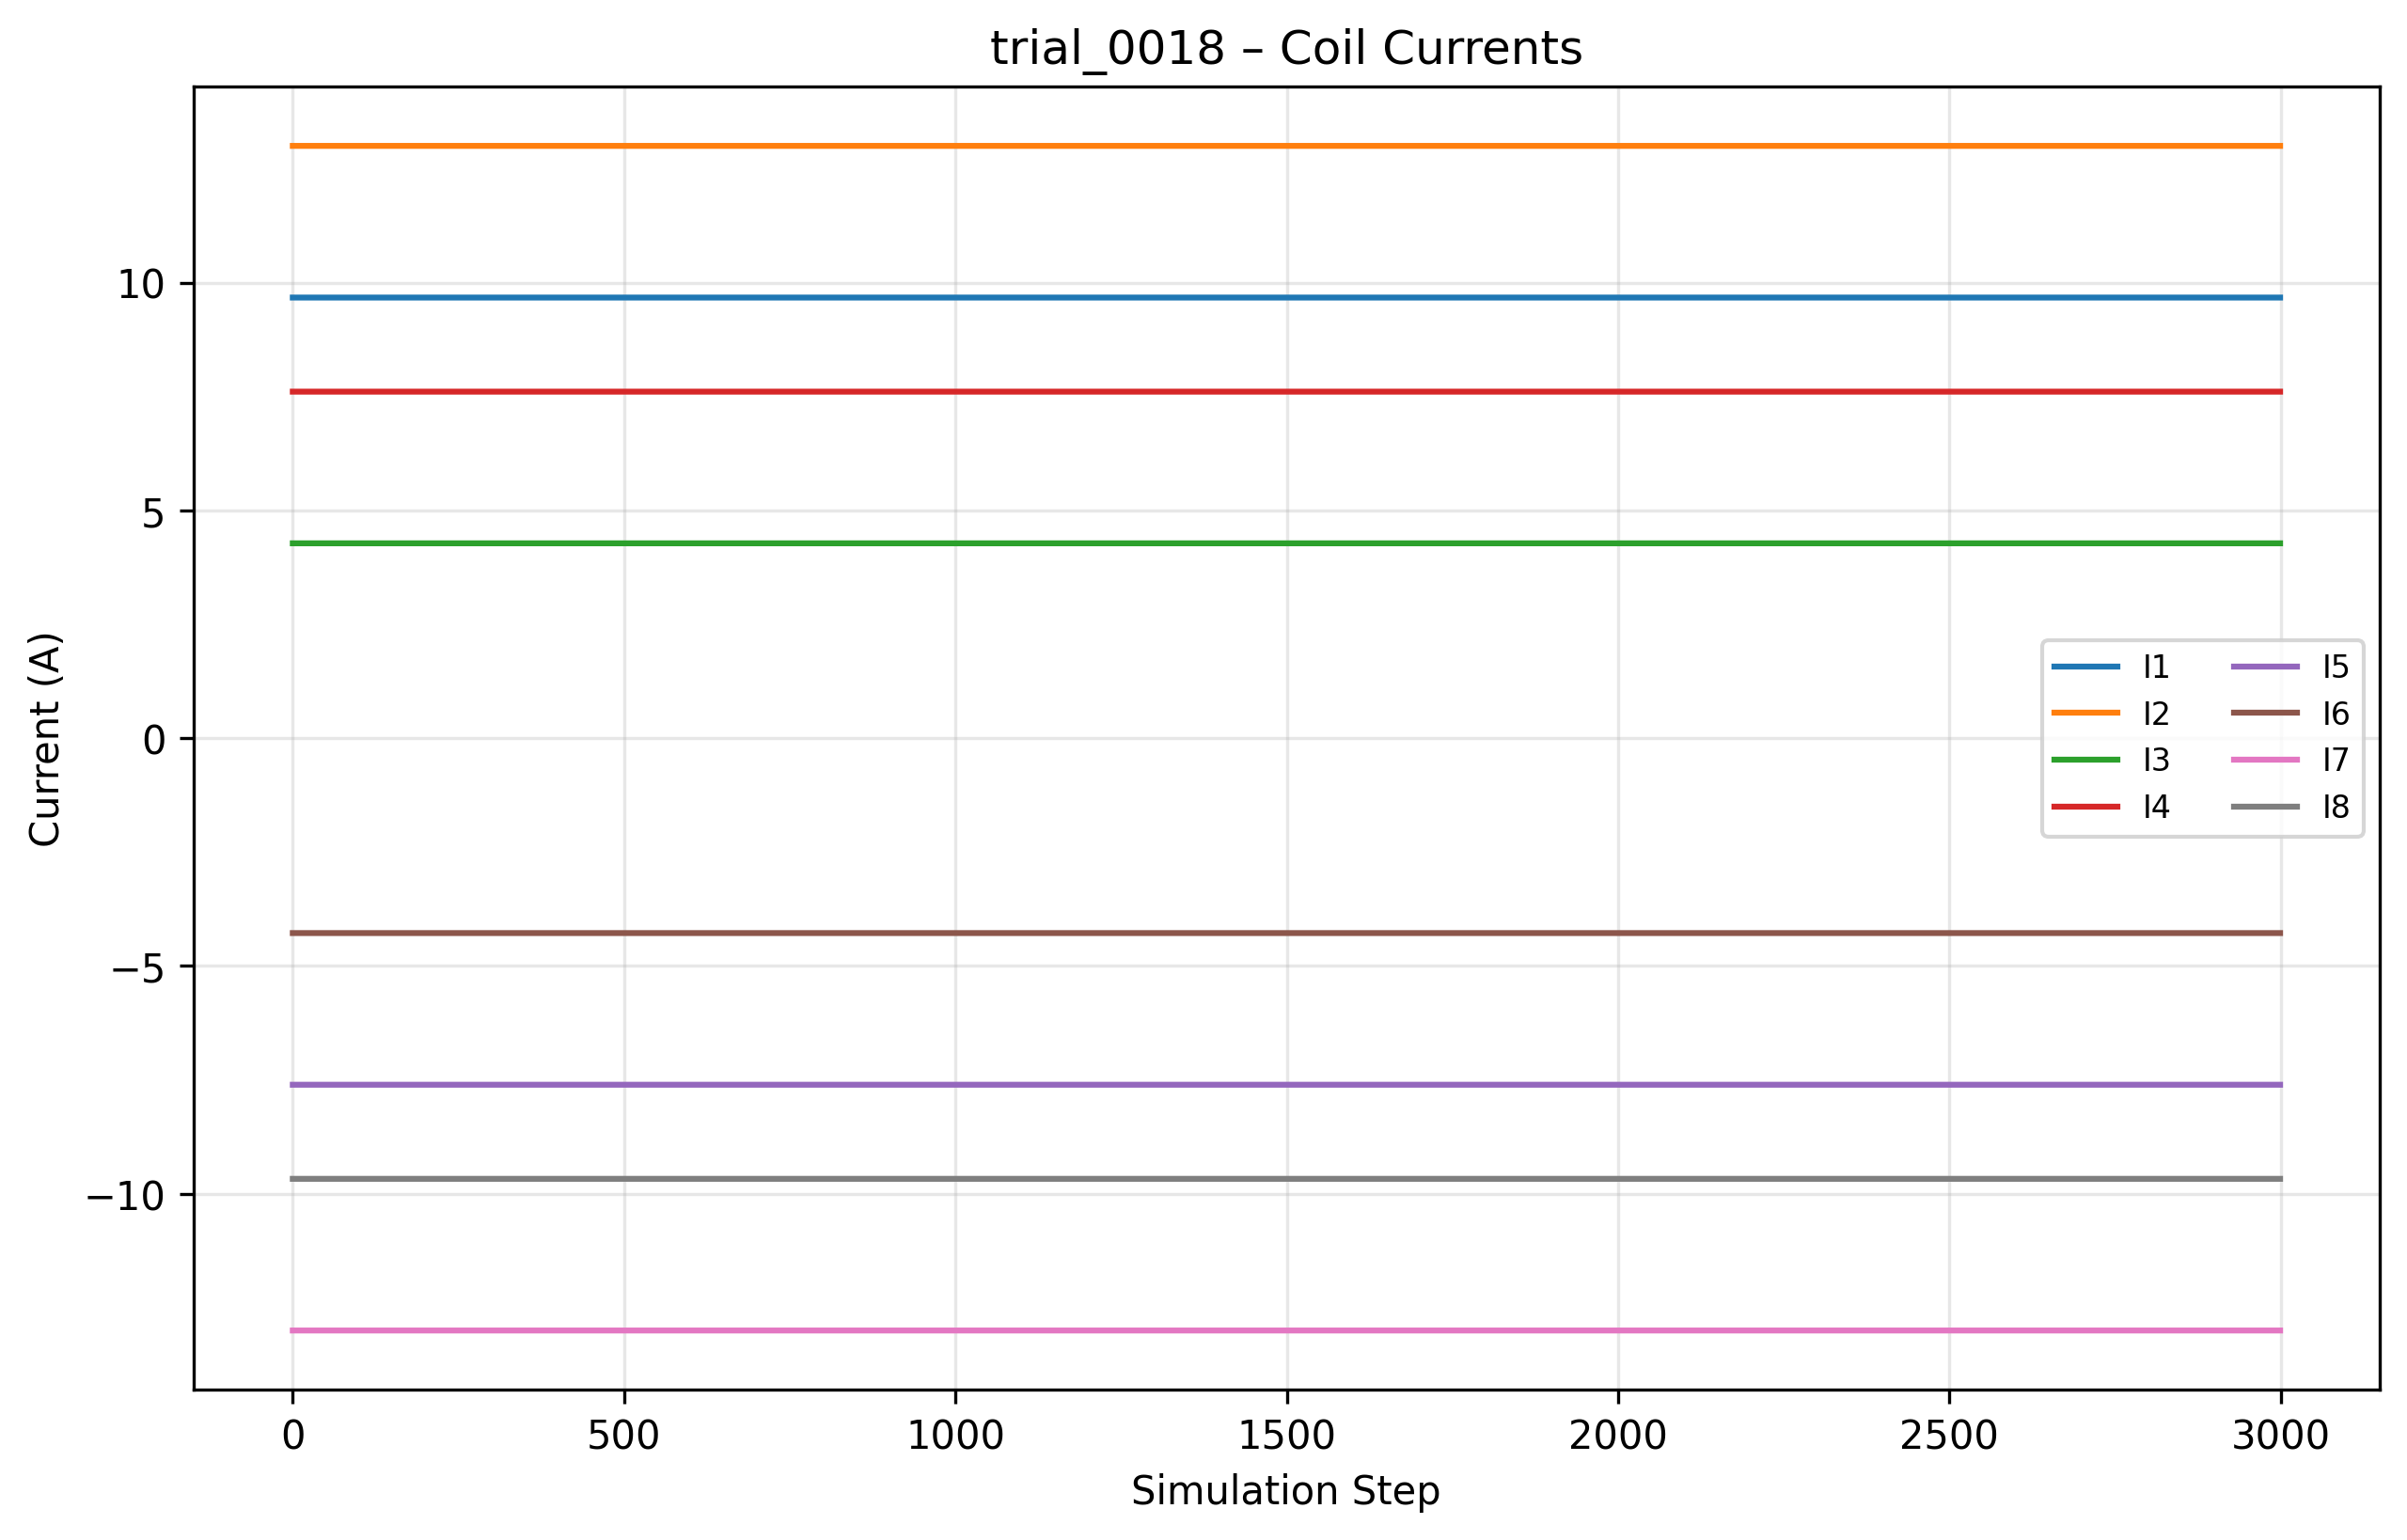 trial_0018 – Coil Currents
Current (A)
10
5
0
−5
−10
I1
I2
I3
I4
I5
I6
I7
I8
0 500 1000 1500 2000 2500 3000
Simulation Step